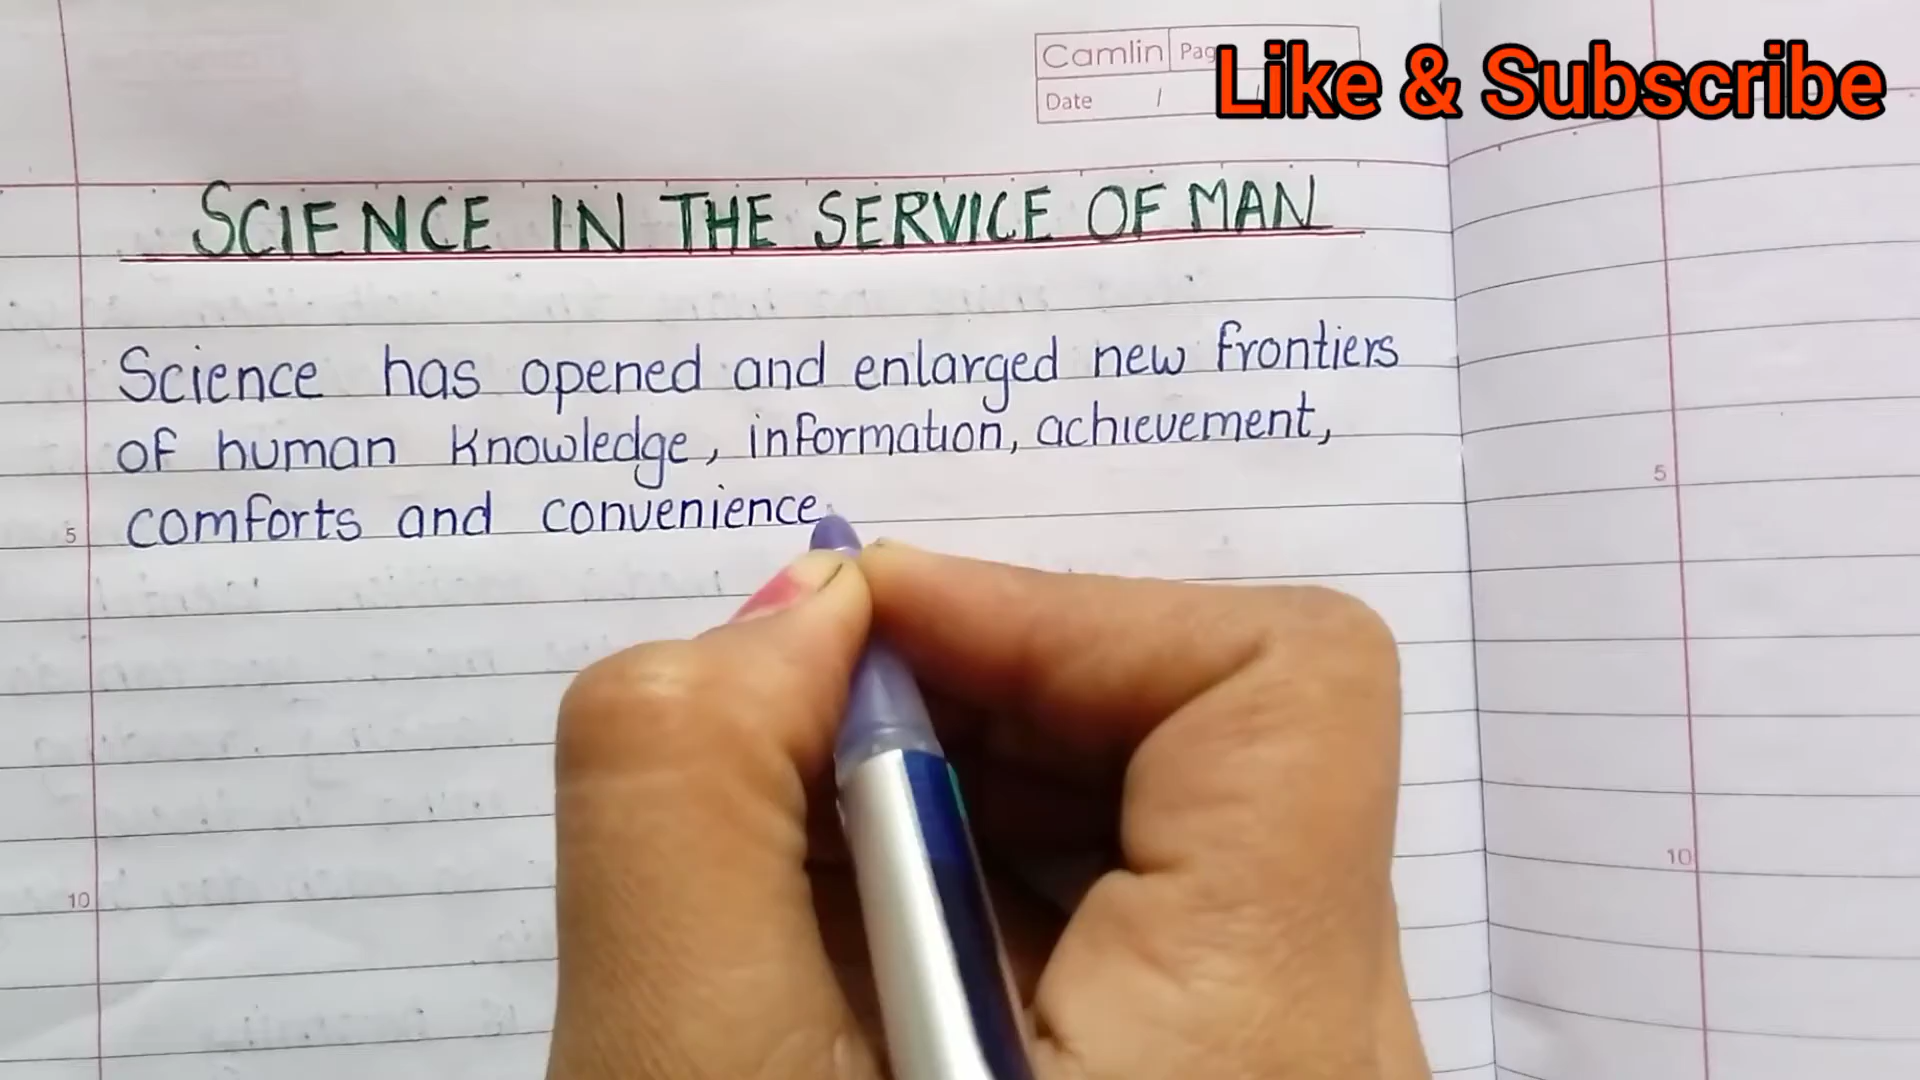 Camlin Pag
Like & Subscribe
Date / /
SCIENCE IN THE SERVICE OF MAN
Science has opened and enlarged new frontiers
of human knowledge, information, achievement,
5 comforts and convenience
5
10
10